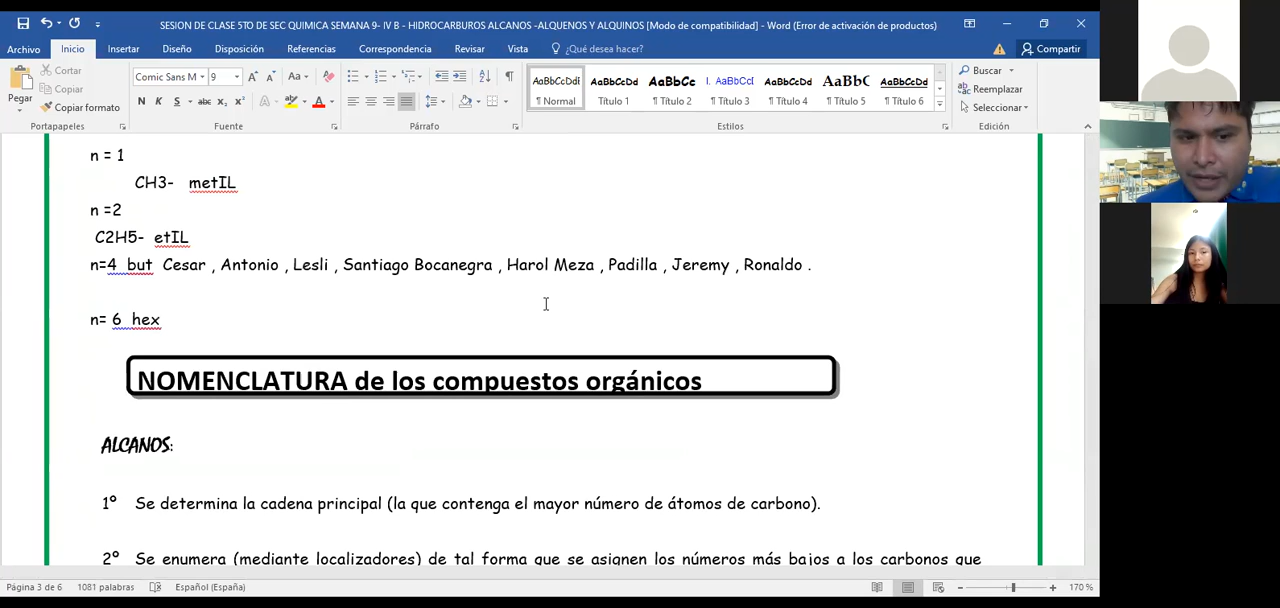 SESION DE CLASE 5TO DE SEC QUIMICA SEMANA 9- IV B - HIDROCARBUROS ALCANOS -ALQUENOS Y ALQUINOS [Modo de compatibilidad] - Word (Error de activación de productos)
Archivo Inicio Insertar Diseño Disposición Referencias Correspondencia Revisar Vista ¿Qué desea hacer? Compartir
Pegar
Cortar
Copiar
Copiar formato
Portapapeles
Comic Sans M 9
N K S abc x₂ x²
Fuente
Párrafo
AaBbCcDdI AaBbCcDd AaBbCc I. AaBbCcI AaBbCcDd AaBbC AaBbCcDd
¶ Normal ¶ Título 1 ¶ Título 2 ¶ Título 3 ¶ Título 4 ¶ Título 5 ¶ Título 6
Estilos
Buscar
Reemplazar
Seleccionar
Edición
n = 1
CH3- metIL
n =2
C2H5- etIL
n=4 but Cesar , Antonio , Lesli , Santiago Bocanegra , Harol Meza , Padilla , Jeremy , Ronaldo .
n= 6 hex
NOMENCLATURA de los compuestos orgánicos
ALCANOS:
1º Se determina la cadena principal (la que contenga el mayor número de átomos de carbono).
2º Se enumera (mediante localizadores) de tal forma que se asignen los números más bajos a los carbonos que
Página 3 de 6 1081 palabras Español (España) 170 %